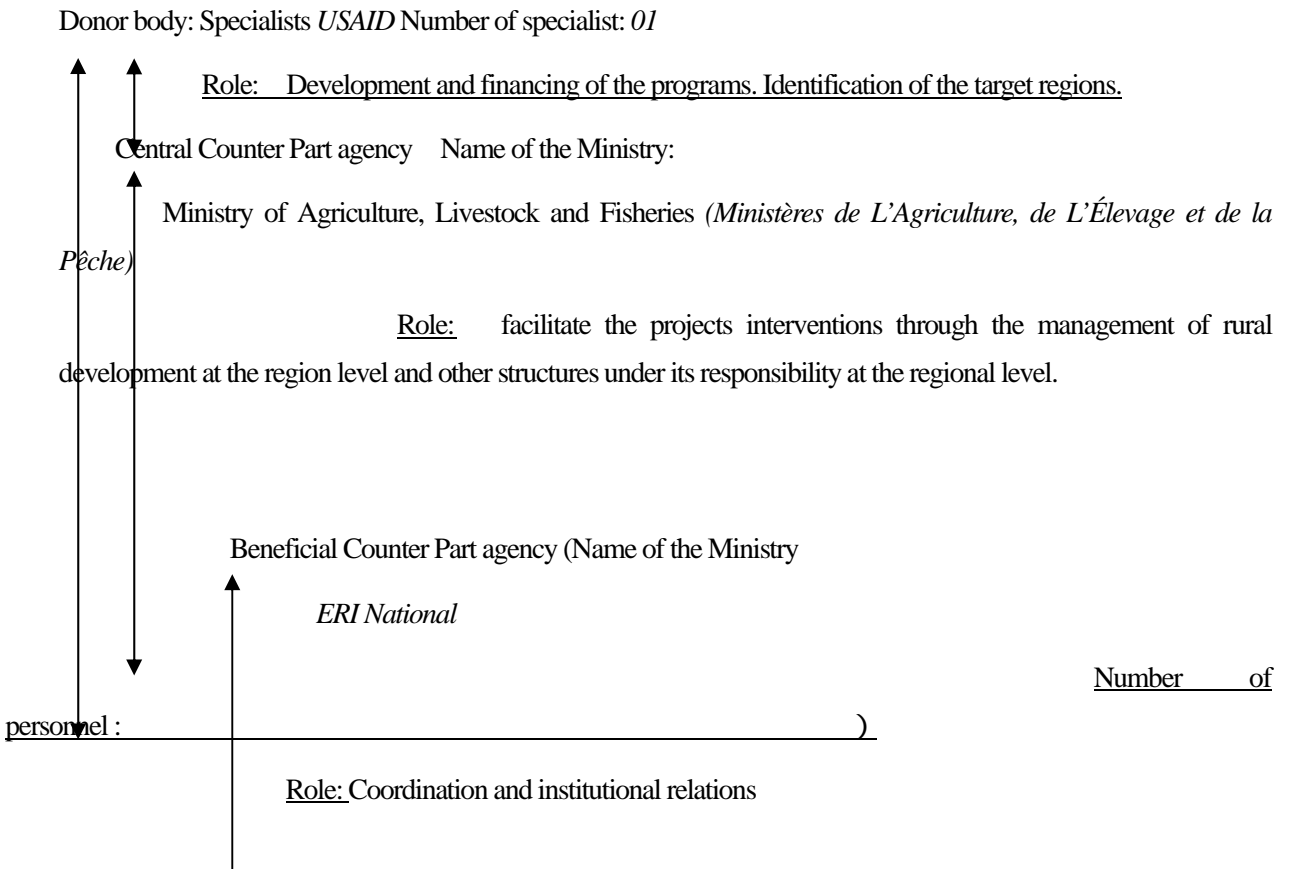 Donor body: Specialists USAID Number of specialist: 01
Role: Development and financing of the programs. Identification of the target regions.
Central Counter Part agency Name of the Ministry:
Ministry of Agriculture, Livestock and Fisheries (Ministères de L'Agriculture, de L'Élevage et de la
Pêche)
Role: facilitate the projects interventions through the management of rural
development at the region level and other structures under its responsibility at the regional level.
Beneficial Counter Part agency (Name of the Ministry
ERI National
Number of
personnel : )
Role: Coordination and institutional relations